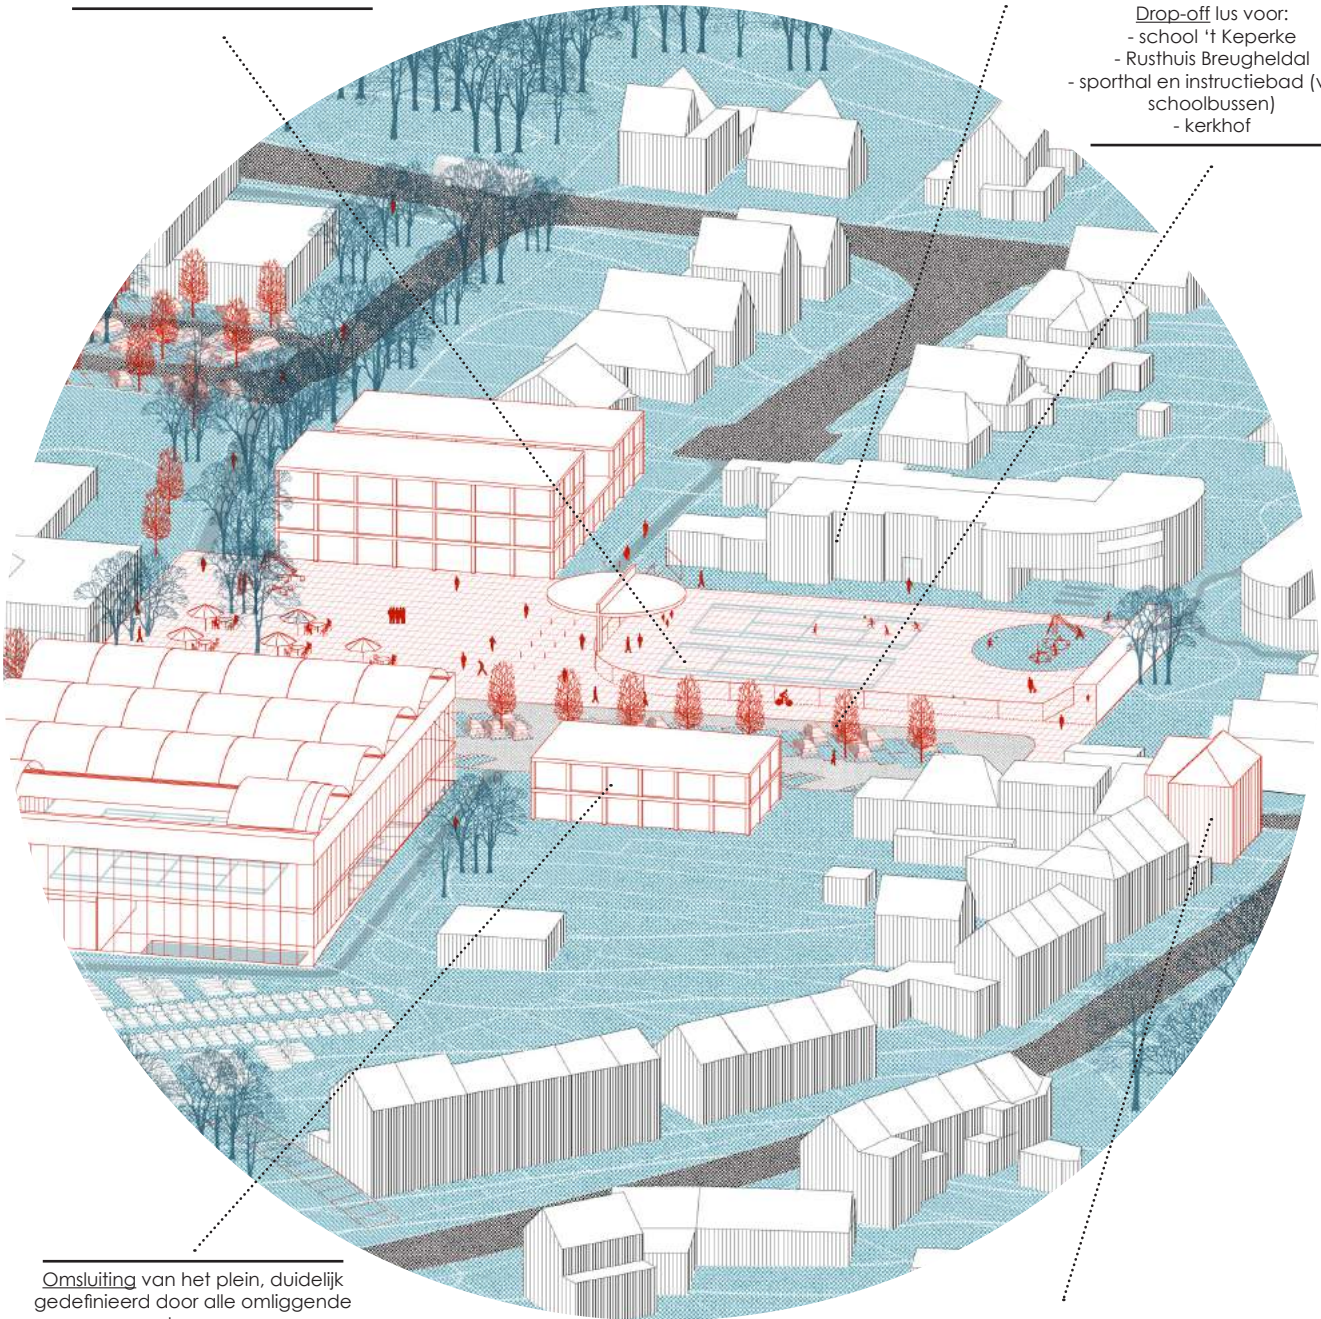 Drop-off lus voor:
- school ‘t Keperke
- Rusthuis Breugheldal
- sporthal en instructiebad (v
schoolbussen)
- kerkhof
Omsluiting van het plein, duidelijk
gedefinieerd door alle omliggende